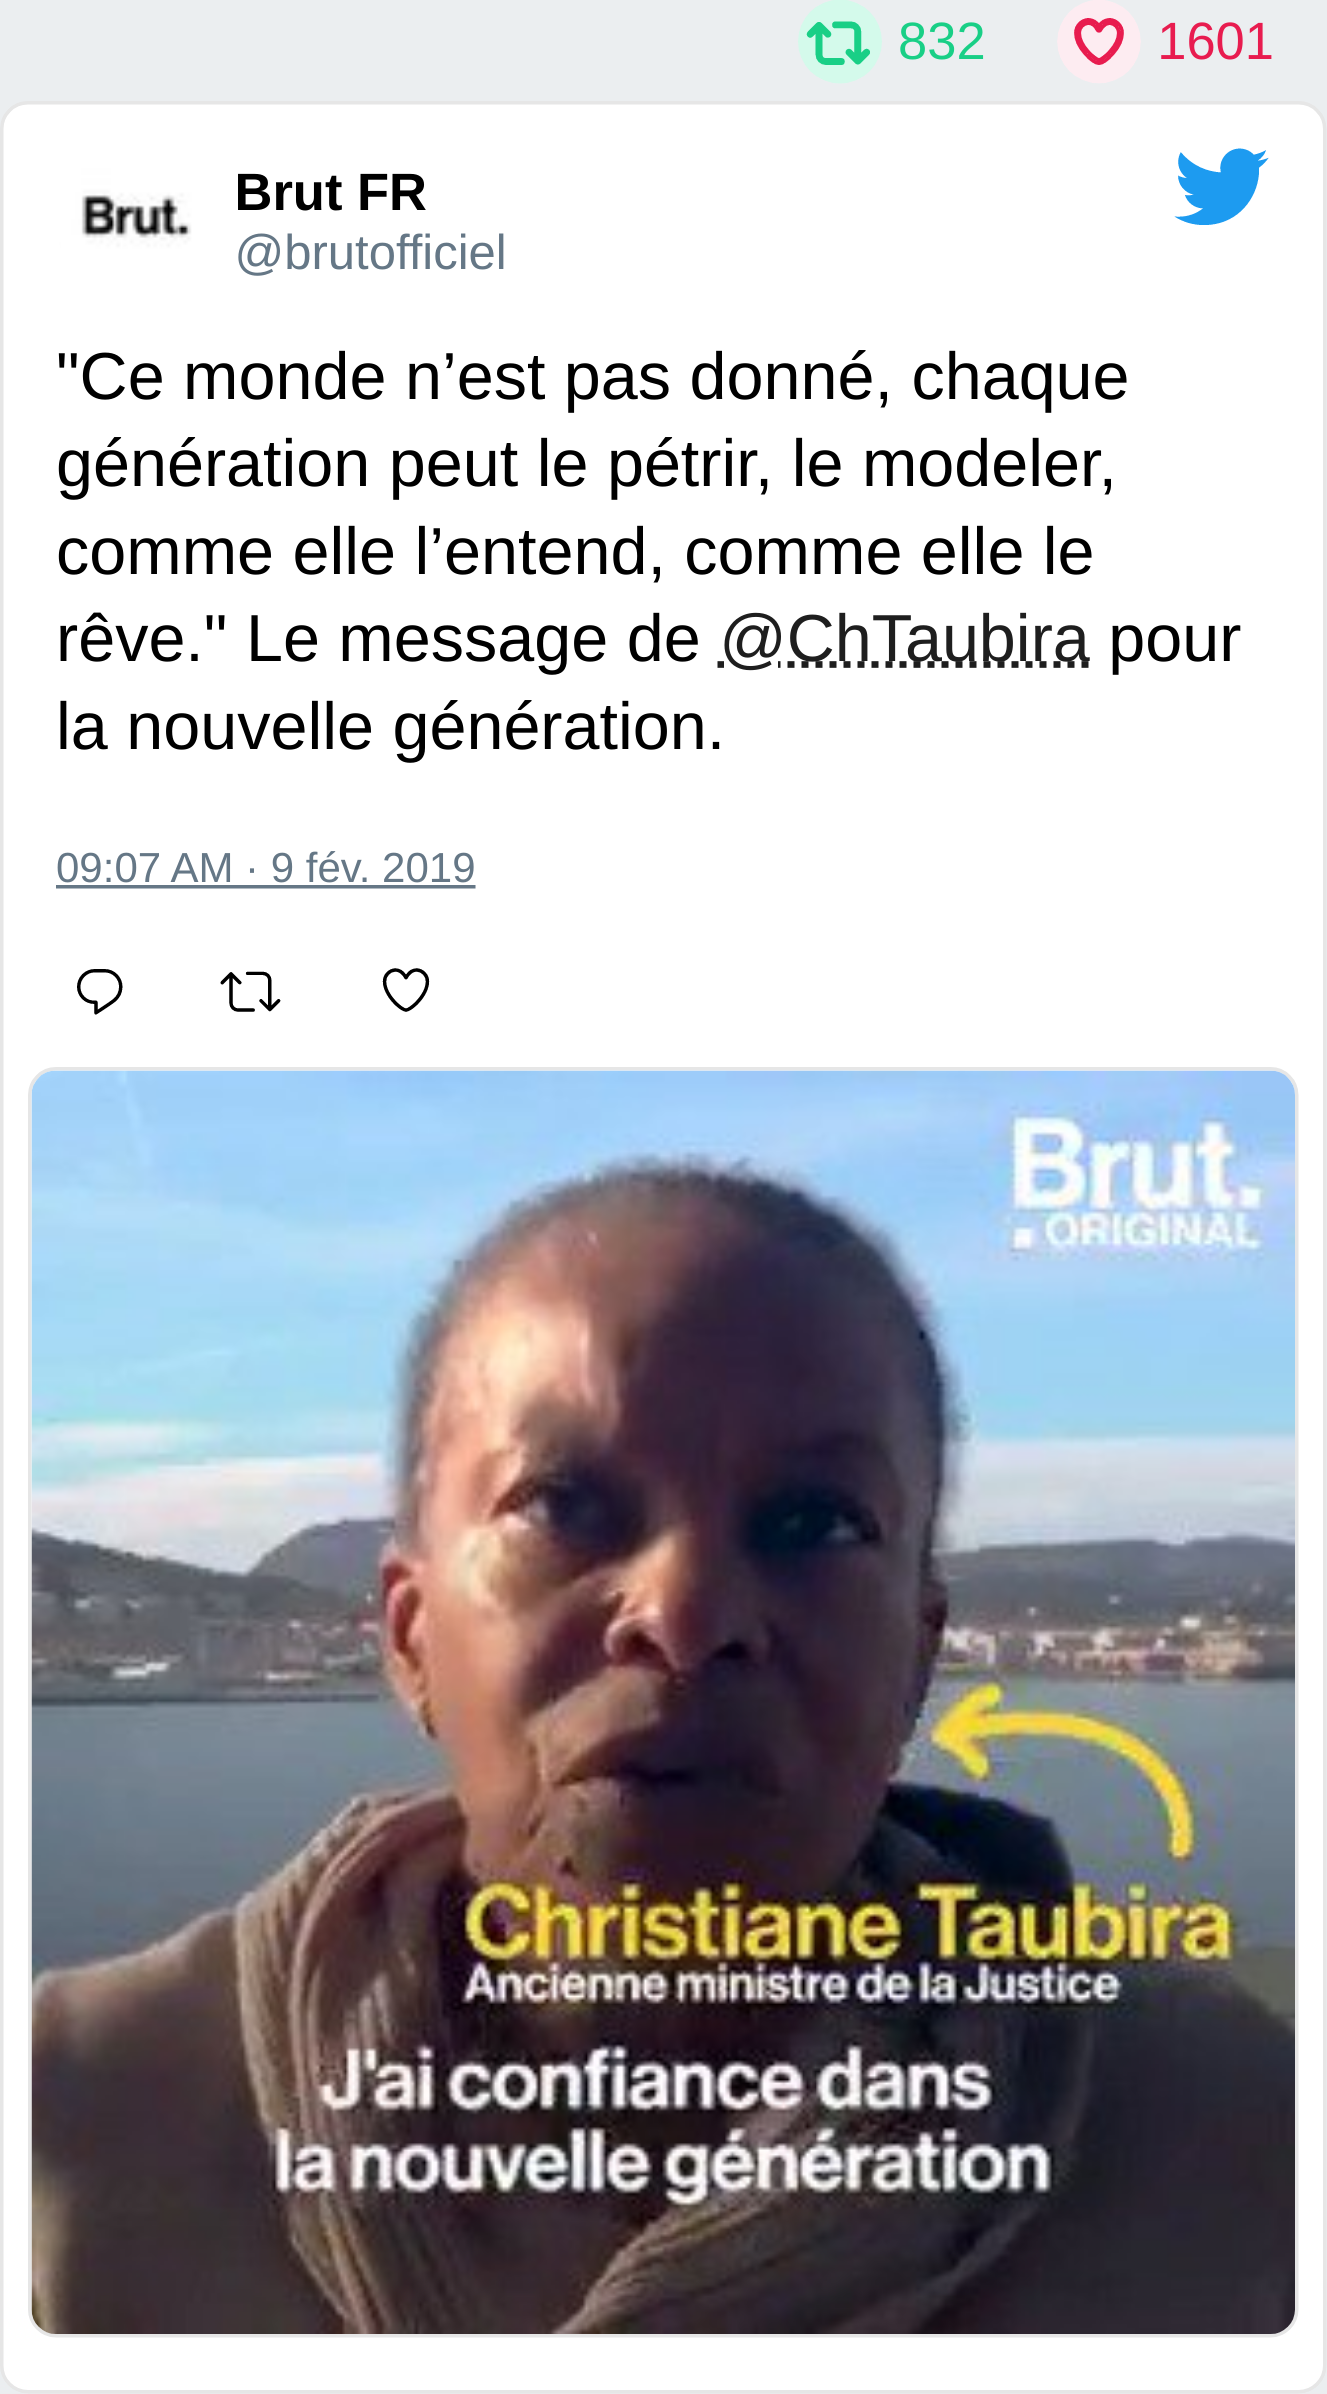 832 1601
Brut.
Brut FR
@brutofficiel
"Ce monde n’est pas donné, chaque
génération peut le pétrir, le modeler,
comme elle l’entend, comme elle le
rêve." Le message de @ChTaubira pour
la nouvelle génération.
09:07 AM · 9 fév. 2019
Brut.
. ORIGINAL
Christiane Taubira
Ancienne ministre de la Justice
J'ai confiance dans
la nouvelle génération